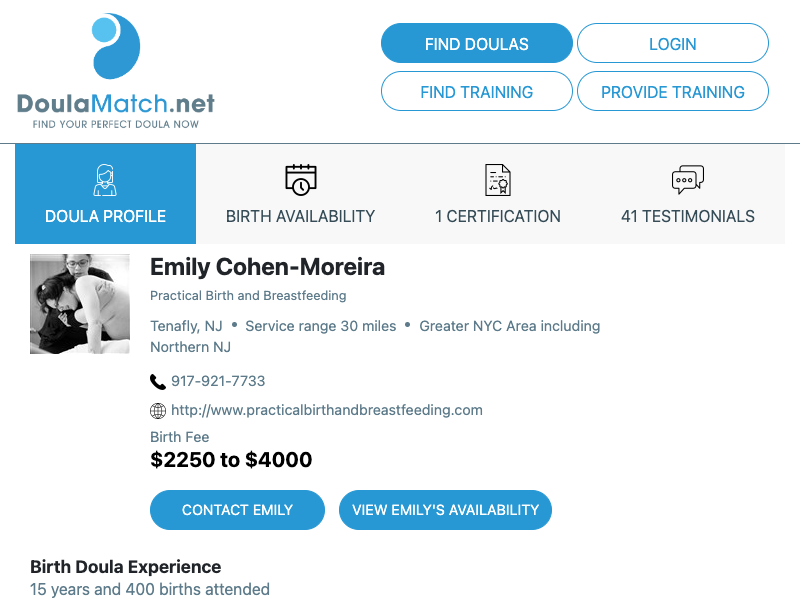 DoulaMatch.net
FIND YOUR PERFECT DOULA NOW
FIND DOULAS
LOGIN
FIND TRAINING
PROVIDE TRAINING
DOULA PROFILE
BIRTH AVAILABILITY
1 CERTIFICATION
41 TESTIMONIALS
Emily Cohen-Moreira
Practical Birth and Breastfeeding
Tenafly, NJ • Service range 30 miles • Greater NYC Area including
Northern NJ
917-921-7733
http://www.practicalbirthandbreastfeeding.com
Birth Fee
$2250 to $4000
CONTACT EMILY
VIEW EMILY'S AVAILABILITY
Birth Doula Experience
15 years and 400 births attended